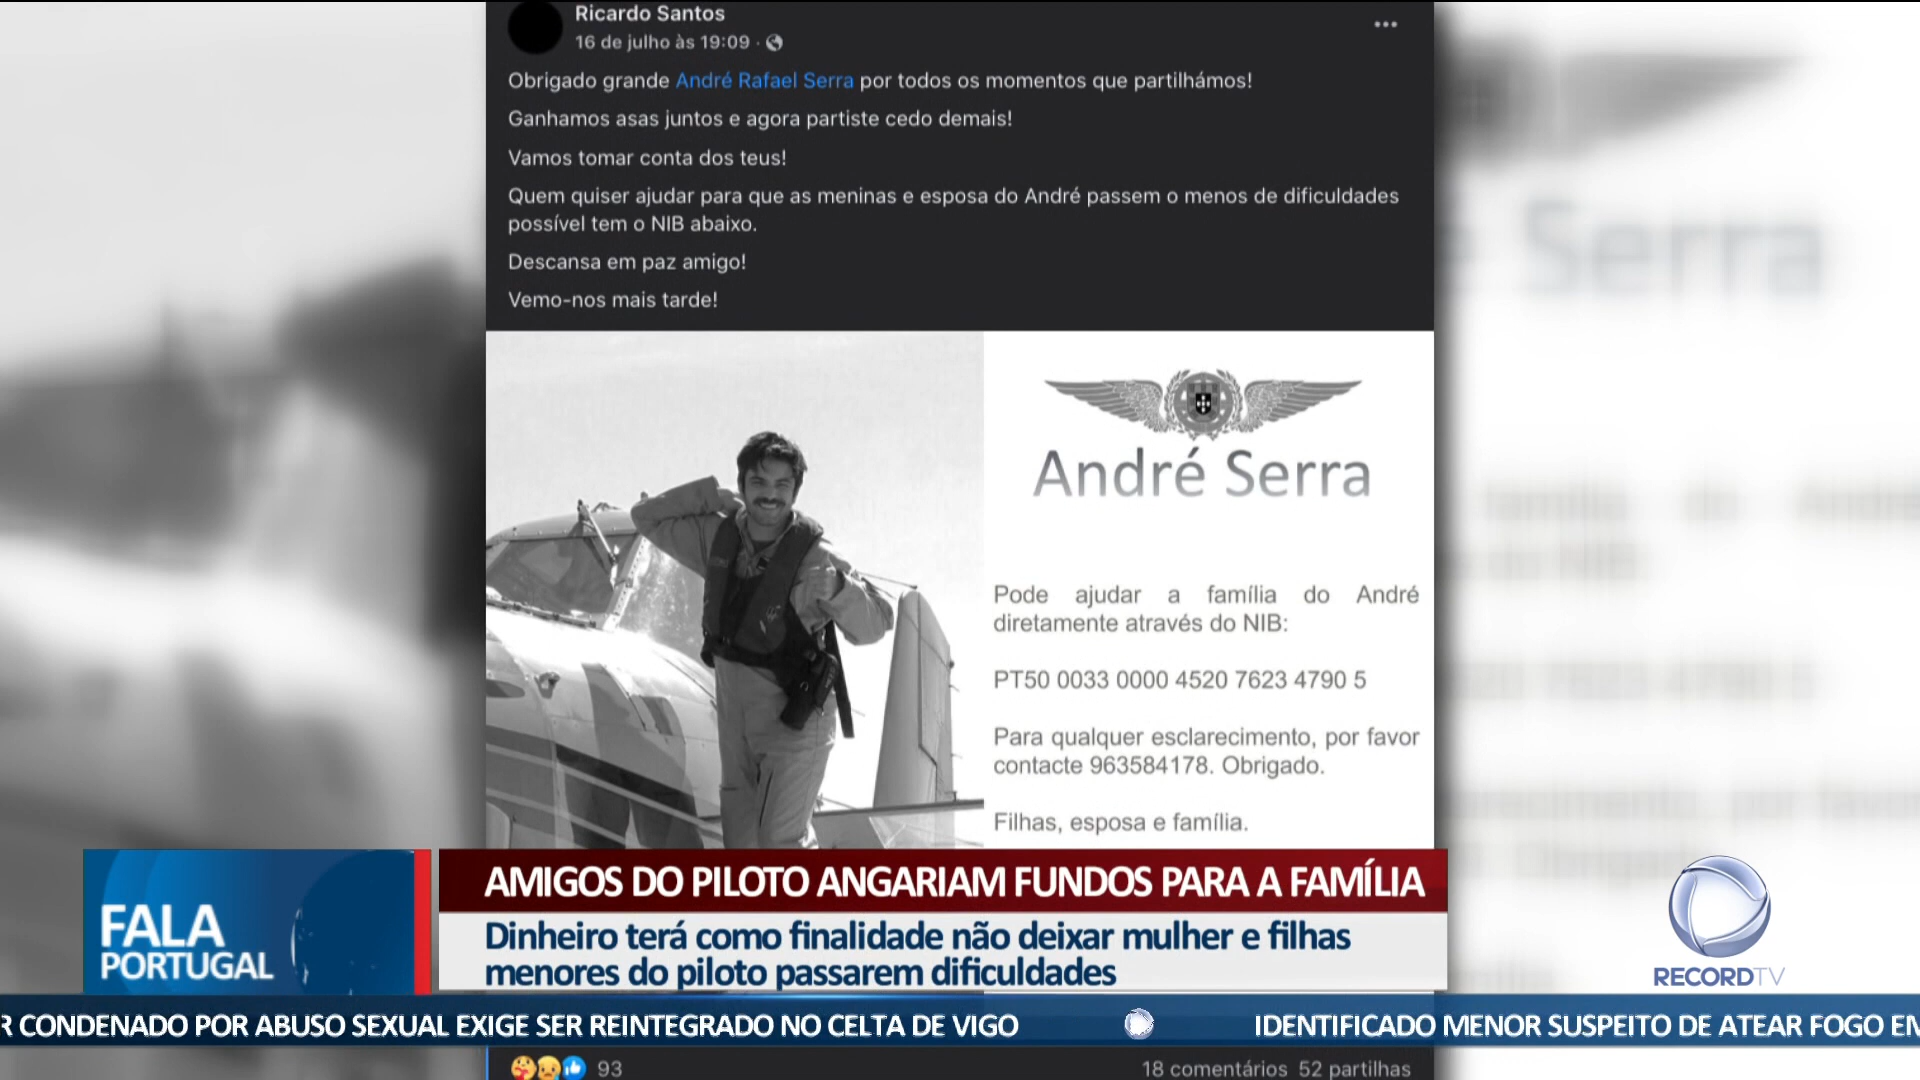 Ricardo Santos
16 de julho às 19:09 ·
Obrigado grande André Rafael Serra por todos os momentos que partilhámos!
Ganhamos asas juntos e agora partiste cedo demais!
Vamos tomar conta dos teus!
Quem quiser ajudar para que as meninas e esposa do André passem o menos de dificuldades
possível tem o NIB abaixo.
Descansa em paz amigo!
Vemo-nos mais tarde!
Serra
André Serra
Pode ajudar a família do André
diretamente através do NIB:
PT50 0033 0000 4520 7623 4790 5
Para qualquer esclarecimento, por favor
contacte 963584178. Obrigado.
Filhas, esposa e família.
FALA
PORTUGAL
AMIGOS DO PILOTO ANGARIAM FUNDOS PARA A FAMÍLIA
Dinheiro terá como finalidade não deixar mulher e filhas
menores do piloto passarem dificuldades
RECORDTV
R CONDENADO POR ABUSO SEXUAL EXIGE SER REINTEGRADO NO CELTA DE VIGO
IDENTIFICADO MENOR SUSPEITO DE ATEAR FOGO EM
93
18 comentários 52 partilhas